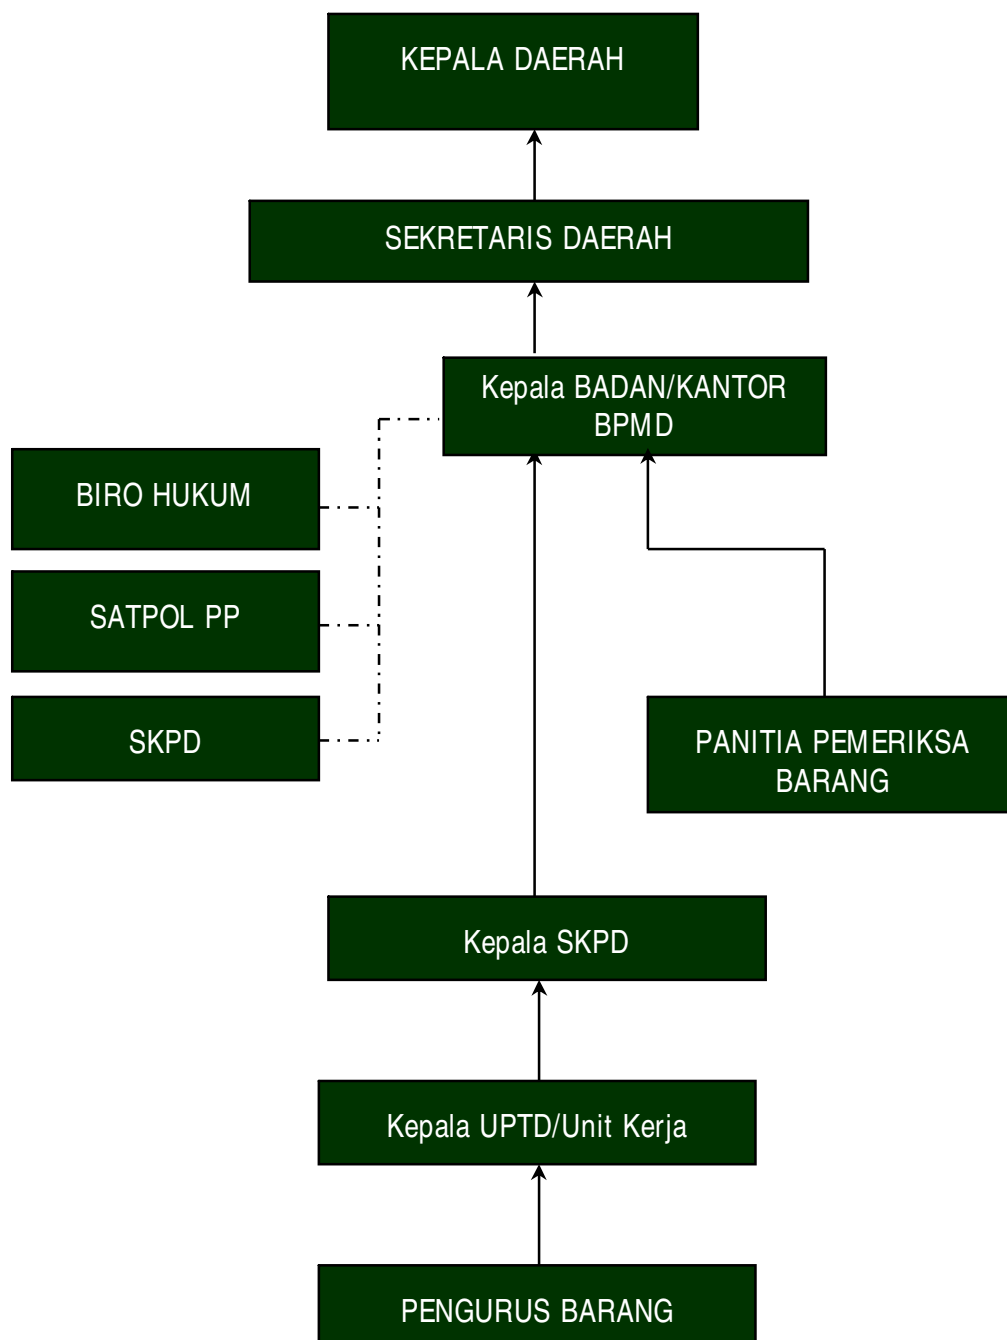 KEPALA DAERAH
SEKRETARIS DAERAH
Kepala BADAN/KANTOR
BPMD
BIRO HUKUM
SATPOL PP
SKPD
PANITIA PEMERIKSA
BARANG
Kepala SKPD
Kepala UPTD/Unit Kerja
PENGURUS BARANG